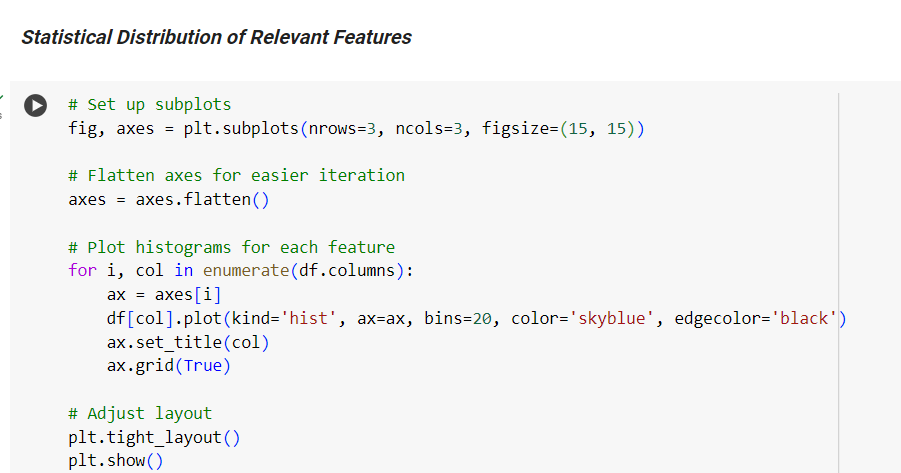 Statistical Distribution of Relevant Features
# Set up subplots
fig, axes = plt.subplots(nrows=3, ncols=3, figsize=(15, 15))
# Flatten axes for easier iteration
axes = axes.flatten()
# Plot histograms for each feature
for i, col in enumerate(df.columns):
    ax = axes[i]
    df[col].plot(kind='hist', ax=ax, bins=20, color='skyblue', edgecolor='black')
    ax.set_title(col)
    ax.grid(True)
# Adjust layout
plt.tight_layout()
plt.show()